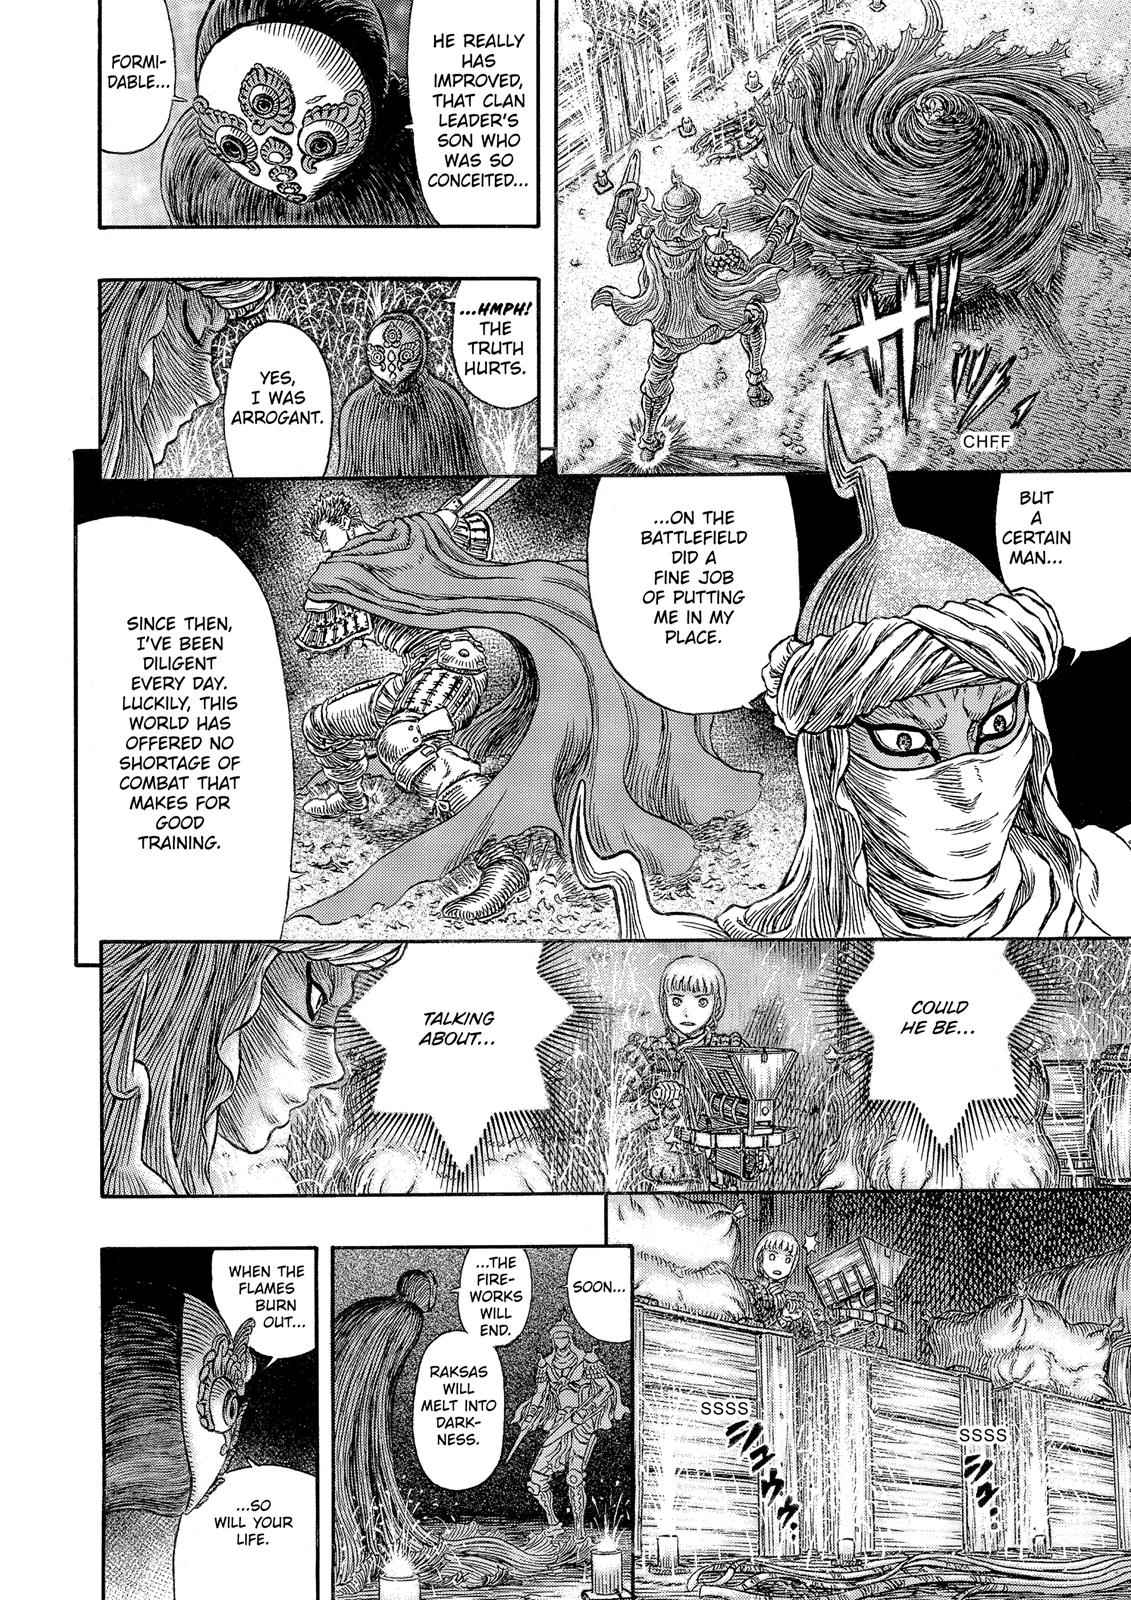 CHFF
HE REALLY
HAS
IMPROVED,
THAT CLAN
LEADER'S
SON WHO
WAS SO
CONCEITED...
FORMI-
DABLE...
...HMPH!
THE
TRUTH
HURTS.
YES,
I WAS
ARROGANT.
BUT
A
CERTAIN
MAN...
...ON THE
BATTLEFIELD
DID A
FINE JOB
OF PUTTING
ME IN MY
PLACE.
SINCE THEN,
I'VE BEEN
DILIGENT
EVERY DAY.
LUCKILY, THIS
WORLD HAS
OFFERED NO
SHORTAGE OF
COMBAT THAT
MAKES FOR
GOOD
TRAINING.
COULD
HE BE...
TALKING
ABOUT...
SSSS
SSSS
SOON...
...THE
FIRE-
WORKS
WILL
END.
RAKSAS
WILL
MELT INTO
DARK-
NESS.
WHEN THE
FLAMES
BURN
OUT...
...SO
WILL YOUR
LIFE.